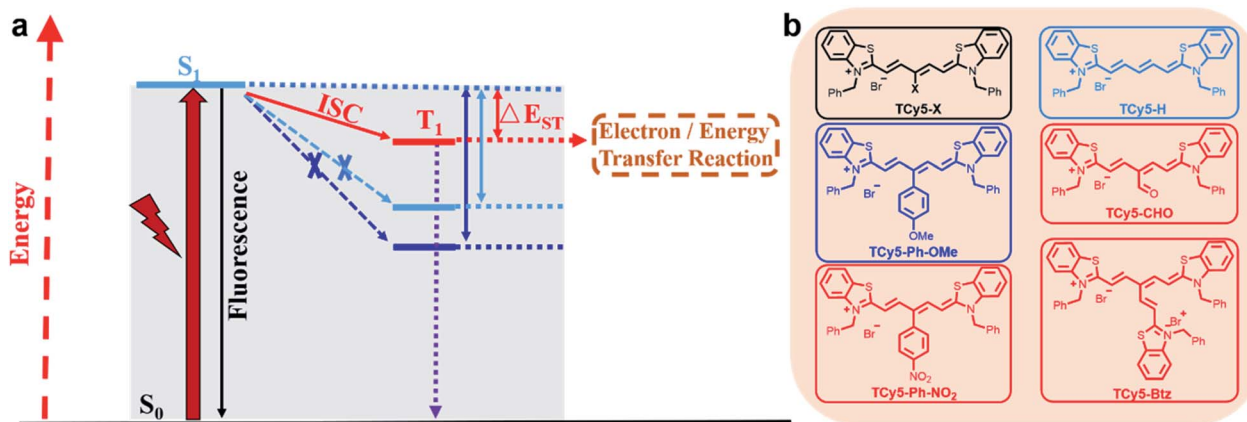 a
Energy
S₁
ISC
T₁
△E_ST
Electron / Energy
Transfer Reaction
Fluorescence
S₀
b
S
S
N
+
N
Br⁻
X
Ph
Ph
TCy5-X
S
S
N
+
N
Br⁻
Ph
Ph
TCy5-H
S
S
N
+
N
Ph
Br⁻
Ph
OMe
TCy5-Ph-OMe
S
S
N
+
N
Ph
Br⁻
O
Ph
TCy5-CHO
S
S
N
+
N
Ph
Br⁻
Ph
NO₂
TCy5-Ph-NO₂
S
S
N
+
N
Ph
Br⁻
Ph
Br
+
S
N
Ph
TCy5-Btz